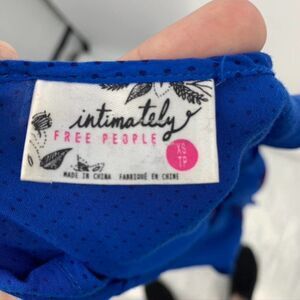 intimately
FREE PEOPLE
XS
TP
MADE IN CHINA FABRIQUÉ EN CHINE